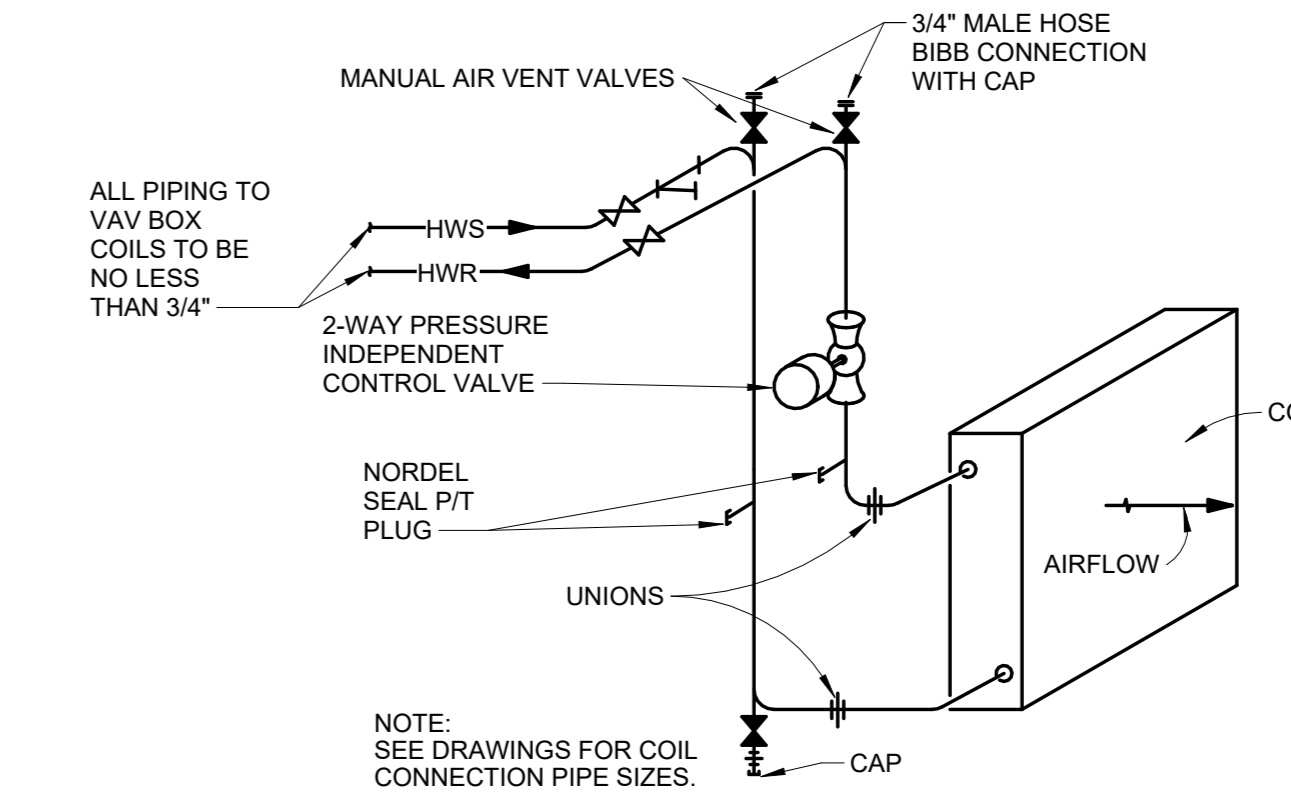 3/4" MALE HOSE
BIBB CONNECTION
WITH CAP
MANUAL AIR VENT VALVES
ALL PIPING TO
VAV BOX
COILS TO BE
NO LESS
THAN 3/4"
HWS
HWR
2-WAY PRESSURE
INDEPENDENT
CONTROL VALVE
NORDEL
SEAL P/T
PLUG
AIRFLOW
UNIONS
NOTE:
SEE DRAWINGS FOR COIL
CONNECTION PIPE SIZES.
CAP